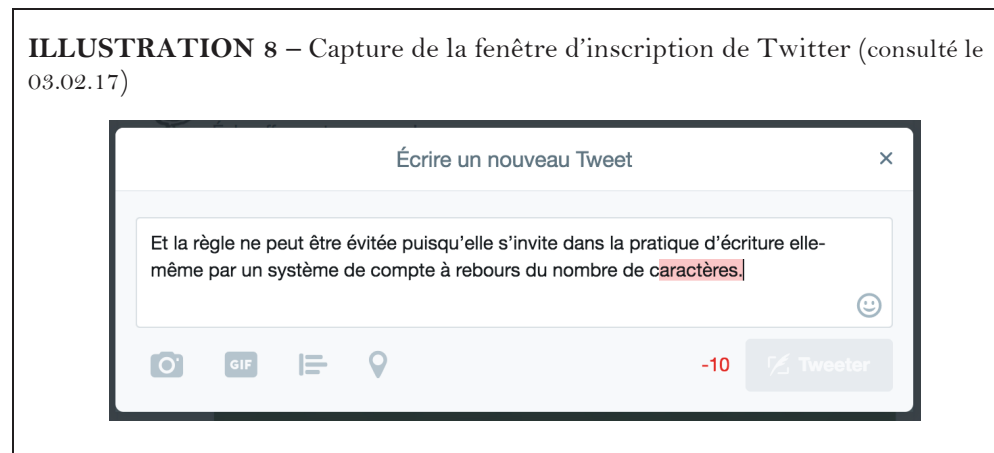 ILLUSTRATION 8 – Capture de la fenêtre d’inscription de Twitter (consulté le
03.02.17)
Écrire un nouveau Tweet ×
Et la règle ne peut être évitée puisqu’elle s’invite dans la pratique d’écriture elle-
même par un système de compte à rebours du nombre de caractères.
GIF -10 Tweeter